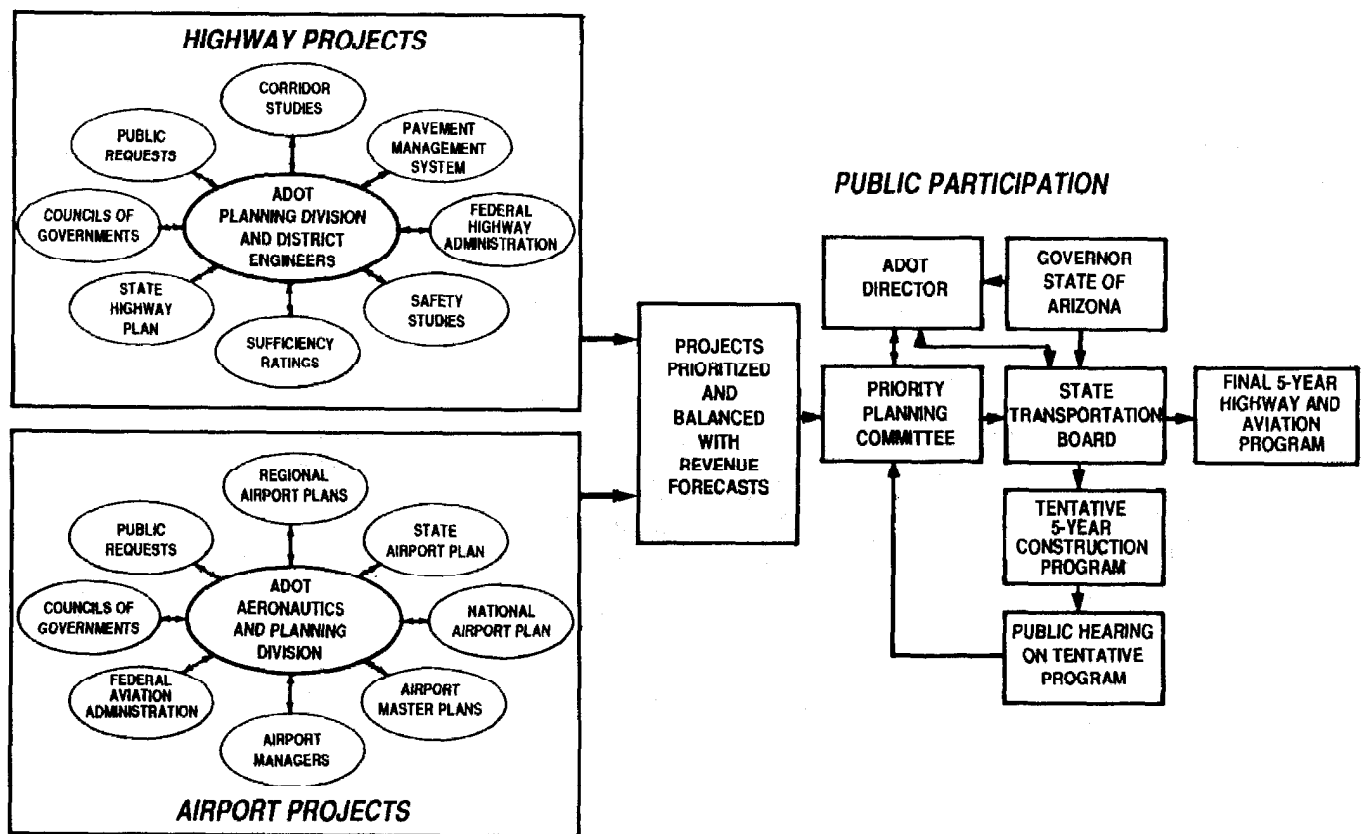 HIGHWAY PROJECTS
CORRIDOR
STUDIES
PUBLIC
REQUESTS
PAVEMENT
MANAGEMENT
SYSTEM
COUNCILS OF
GOVERNMENTS
ADOT
PLANNING DIVISION
AND DISTRICT
ENGINEERS
FEDERAL
HIGHWAY
ADMINISTRATION
STATE
HIGHWAY
PLAN
SUFFICIENCY
RATINGS
SAFETY
STUDIES
REGIONAL
AIRPORT PLANS
PUBLIC
REQUESTS
STATE
AIRPORT PLAN
COUNCILS OF
GOVERNMENTS
ADOT
AERONAUTICS
AND PLANNING
DIVISION
NATIONAL
AIRPORT PLAN
FEDERAL
AVIATION
ADMINISTRATION
AIRPORT
MANAGERS
AIRPORT
MASTER PLANS
AIRPORT PROJECTS
PROJECTS
PRIORITIZED
AND
BALANCED
WITH
REVENUE
FORECASTS
PUBLIC PARTICIPATION
ADOT
DIRECTOR
GOVERNOR
STATE OF
ARIZONA
PRIORITY
PLANNING
COMMITTEE
STATE
TRANSPORTATION
BOARD
FINAL 5-YEAR
HIGHWAY AND
AVIATION
PROGRAM
TENTATIVE
5-YEAR
CONSTRUCTION
PROGRAM
PUBLIC HEARING
ON TENTATIVE
PROGRAM